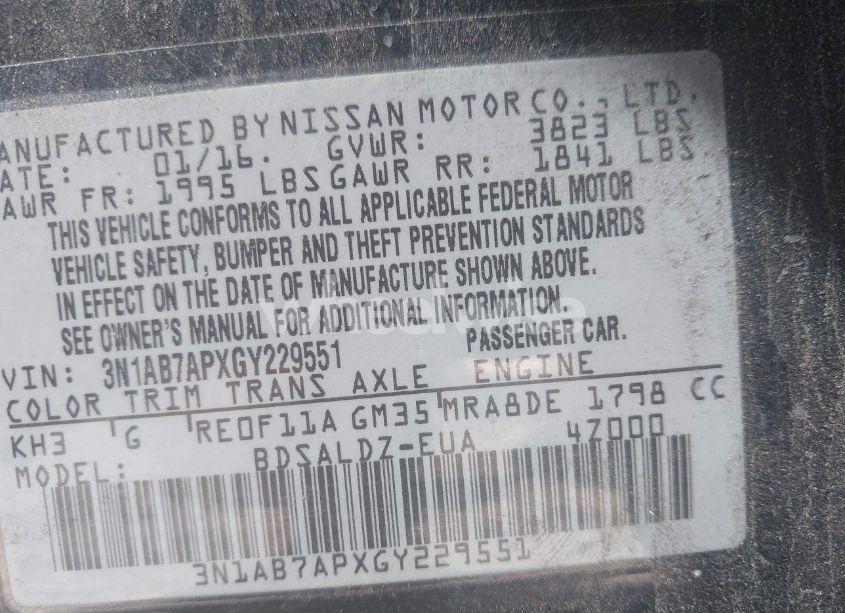 ANUFACTURED BY NISSAN MOTOR CO., LTD.
ATE: 01/16. GVWR: 3823 LBS
AWR FR: 1995 LBS GAWR RR: 1841 LBS
THIS VEHICLE CONFORMS TO ALL APPLICABLE FEDERAL MOTOR
VEHICLE SAFETY, BUMPER AND THEFT PREVENTION STANDARDS
IN EFFECT ON THE DATE OF MANUFACTURE SHOWN ABOVE.
SEE OWNER'S MANUAL FOR ADDITIONAL INFORMATION.
VIN: 3N1AB7APXGY229551 PASSENGER CAR.
COLOR TRIM TRANS AXLE ENGINE
KH3 G RE0F11A GM35 MRA8DE 1798 CC
MODEL: BDSALDZ-EUA 4Z000
3N1AB7APXGY229551